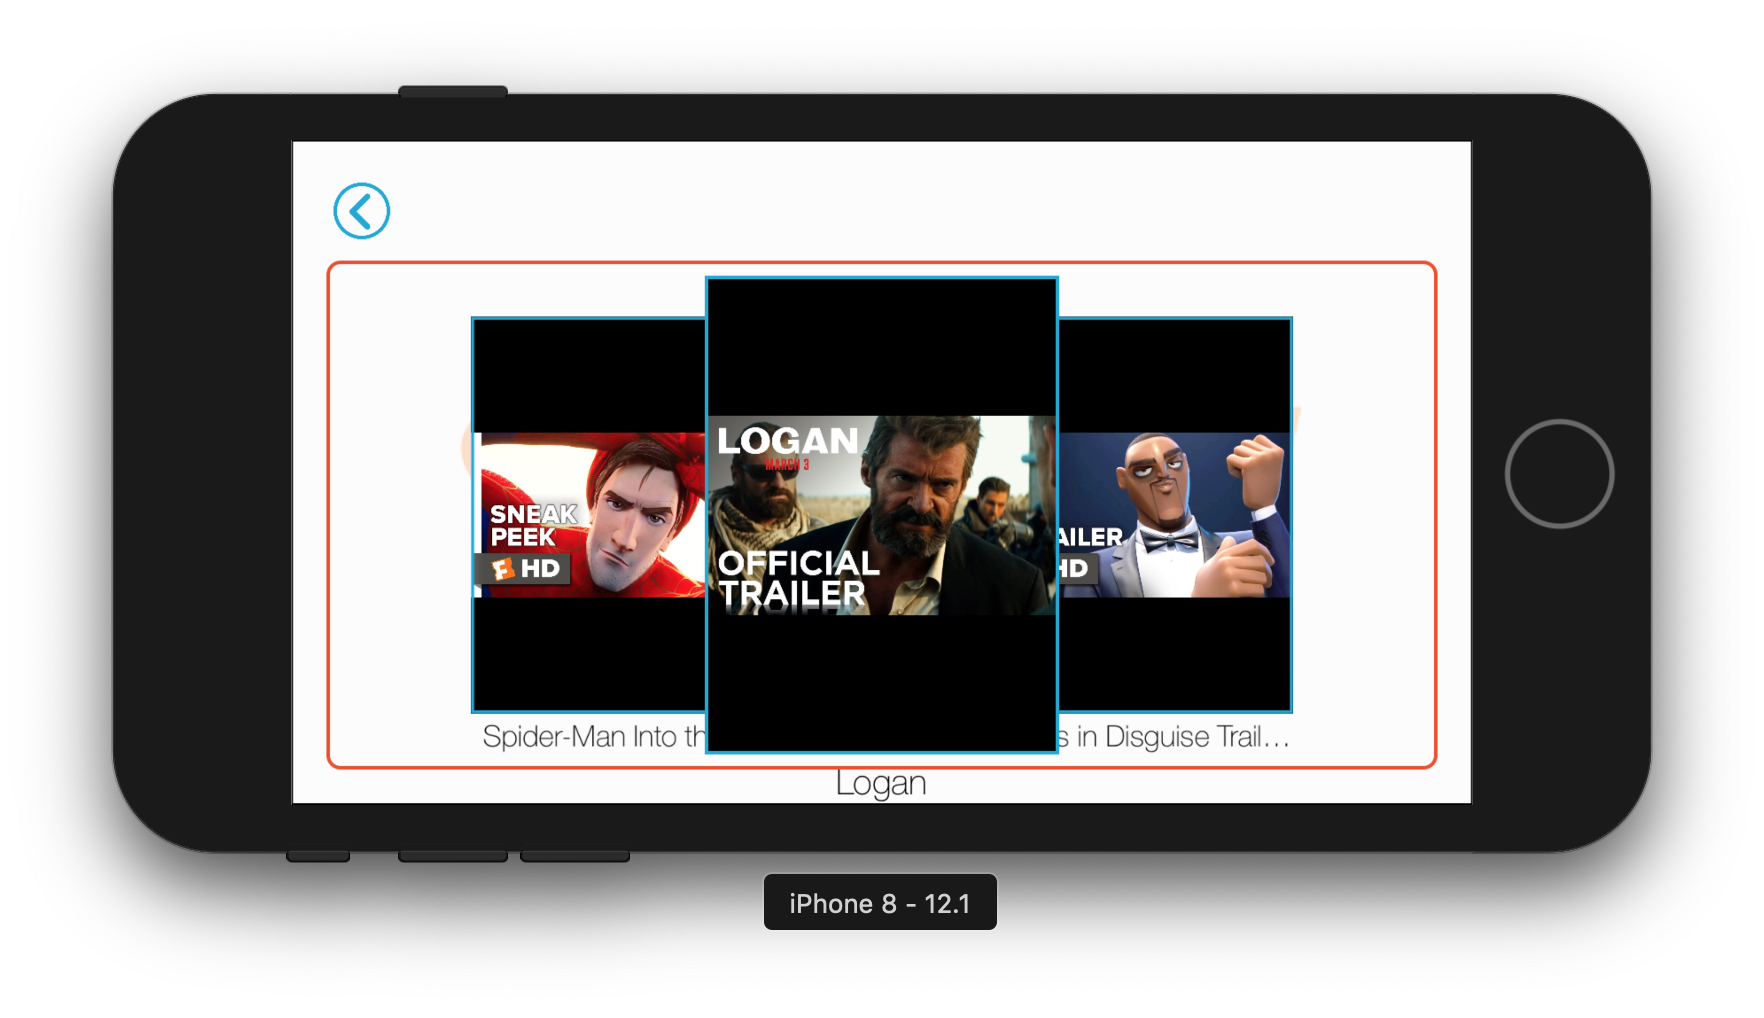 SNEAK
PEEK
HD
LOGAN
MARCH 3
OFFICIAL
TRAILER
AILER
HD
Spider-Man Into th
s in Disguise Trail...
Logan
iPhone 8 - 12.1